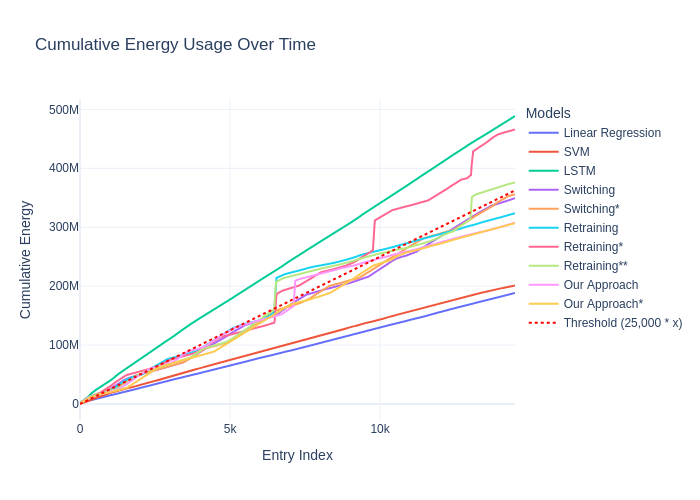 Cumulative Energy Usage Over Time
500M
400M
300M
200M
100M
0
Cumulative Energy
0
5k
10k
Entry Index
Models
Linear Regression
SVM
LSTM
Switching
Switching*
Retraining
Retraining*
Retraining**
Our Approach
Our Approach*
Threshold (25,000 * x)